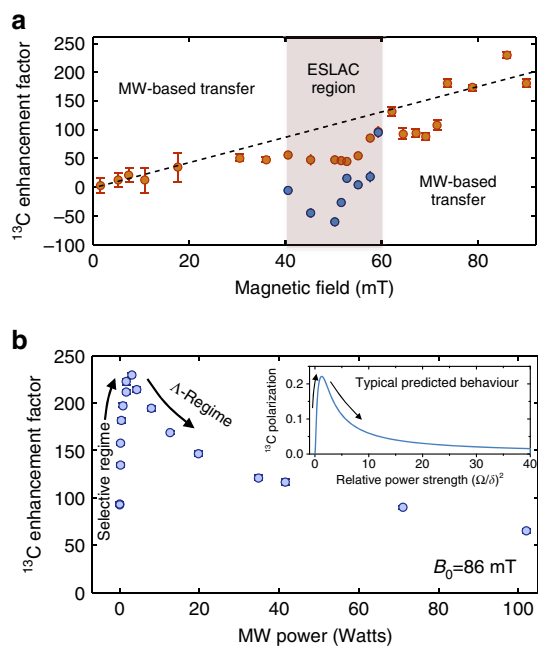 a
¹³C enhancement factor
250
200
150
100
50
0
−50
−100
MW-based transfer
ESLAC
region
MW-based
transfer
0
20
40
60
80
Magnetic field (mT)
b
¹³C enhancement factor
250
200
150
100
50
0
Selective regime
Λ-Regime
¹³C polarization
0.2
0.1
0.0
Typical predicted behaviour
0
10
20
30
40
Relative power strength (Ω/δ)²
B₀=86 mT
0
20
40
60
80
100
MW power (Watts)